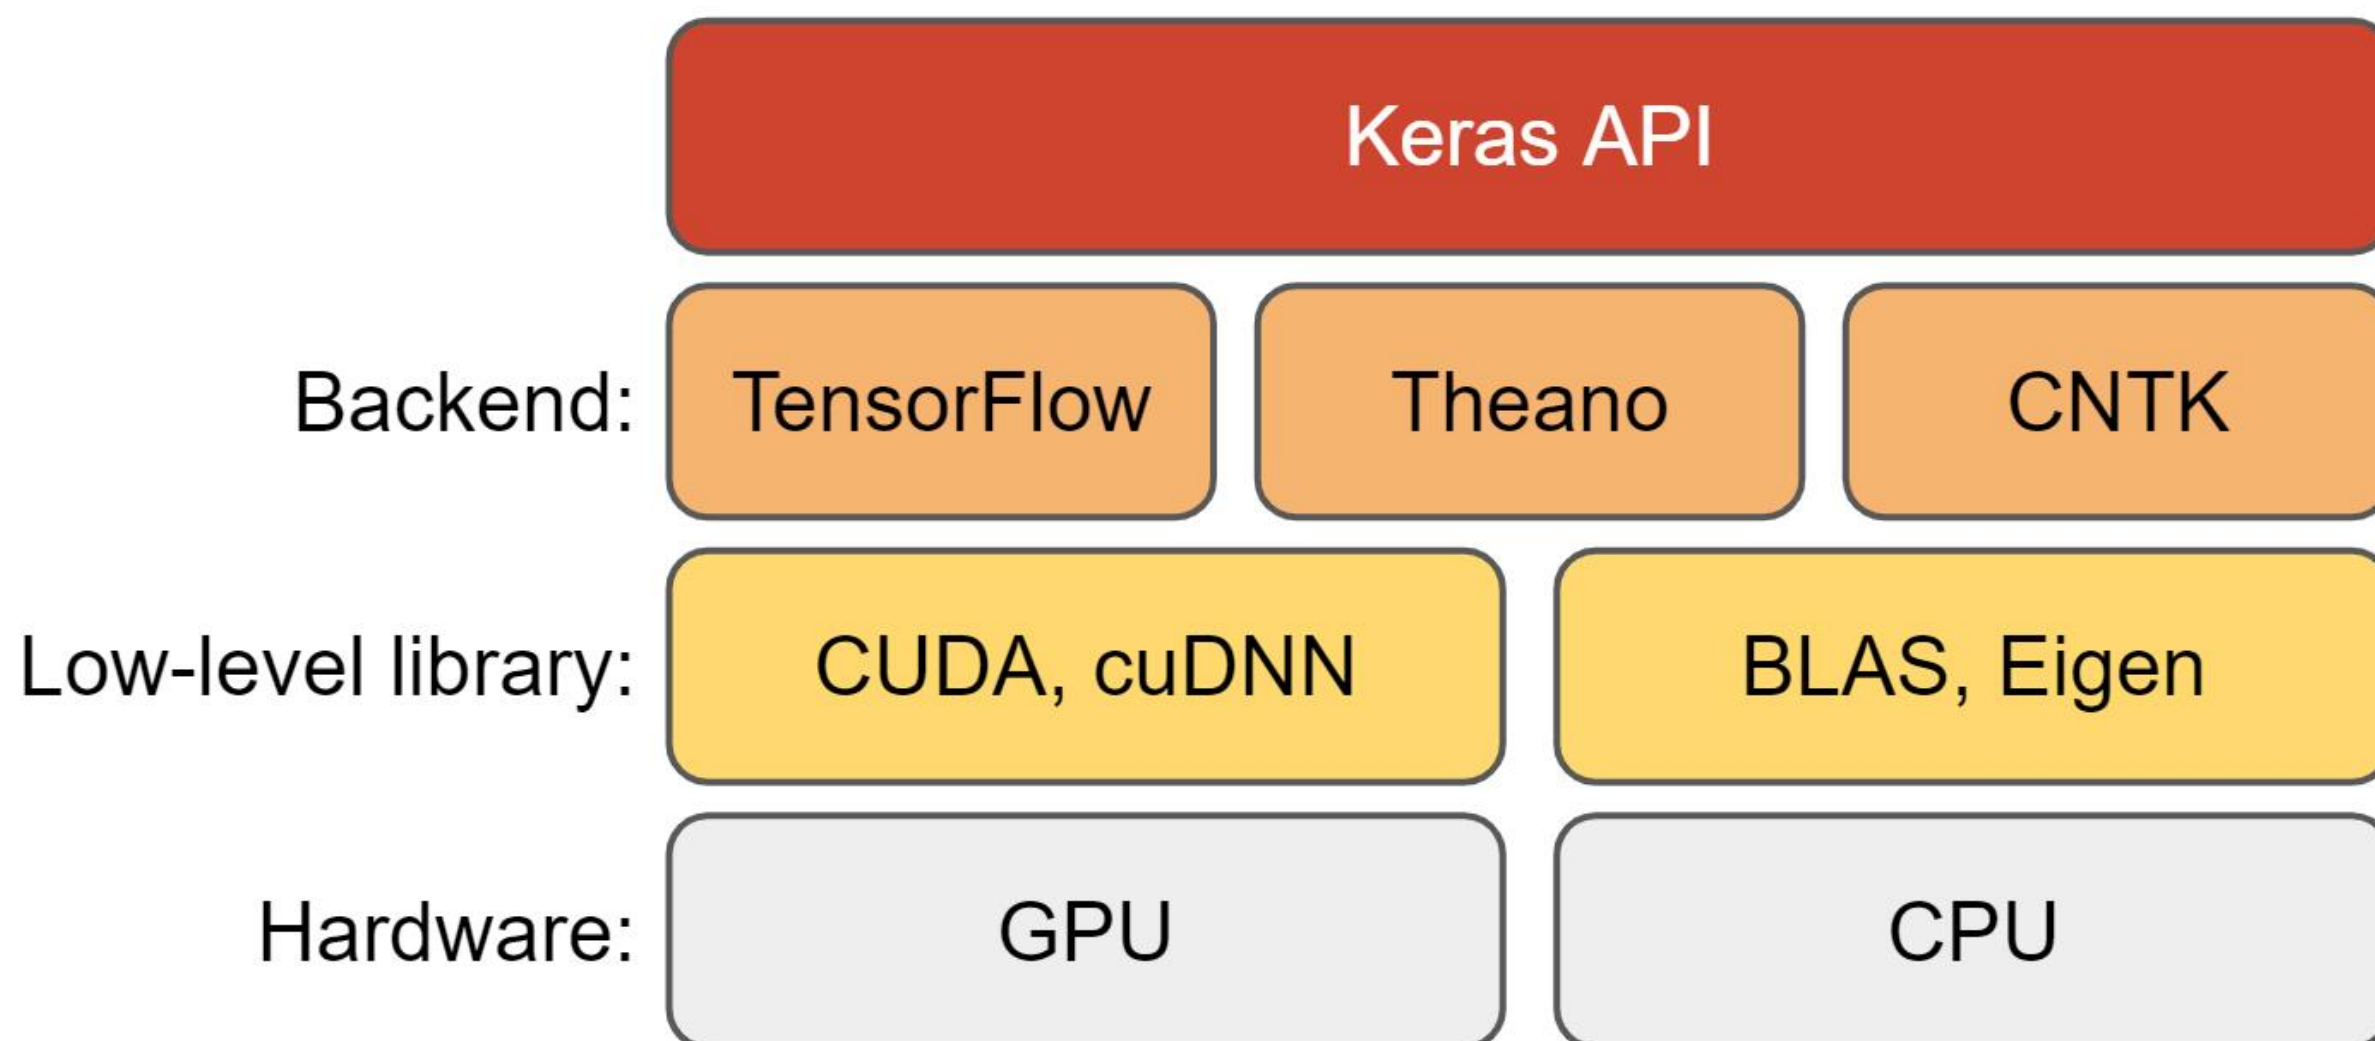 Keras API
Backend: TensorFlow Theano CNTK
Low-level library: CUDA, cuDNN BLAS, Eigen
Hardware: GPU CPU